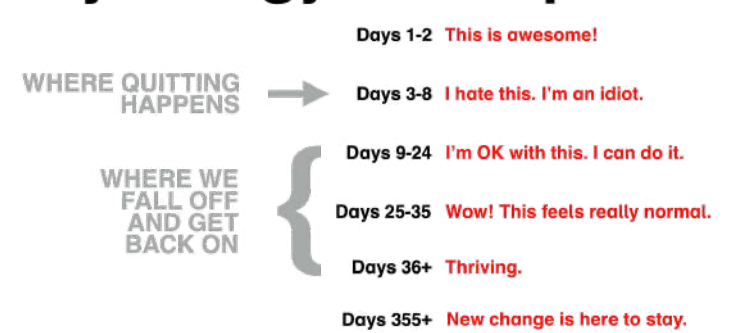 Days 1-2 This is awesome!
WHERE QUITTING
HAPPENS
Days 3-8 I hate this. I'm an idiot.
Days 9-24 I'm OK with this. I can do it.
WHERE WE
FALL OFF
AND GET
BACK ON
Days 25-35 Wow! This feels really normal.
Days 36+ Thriving.
Days 355+ New change is here to stay.